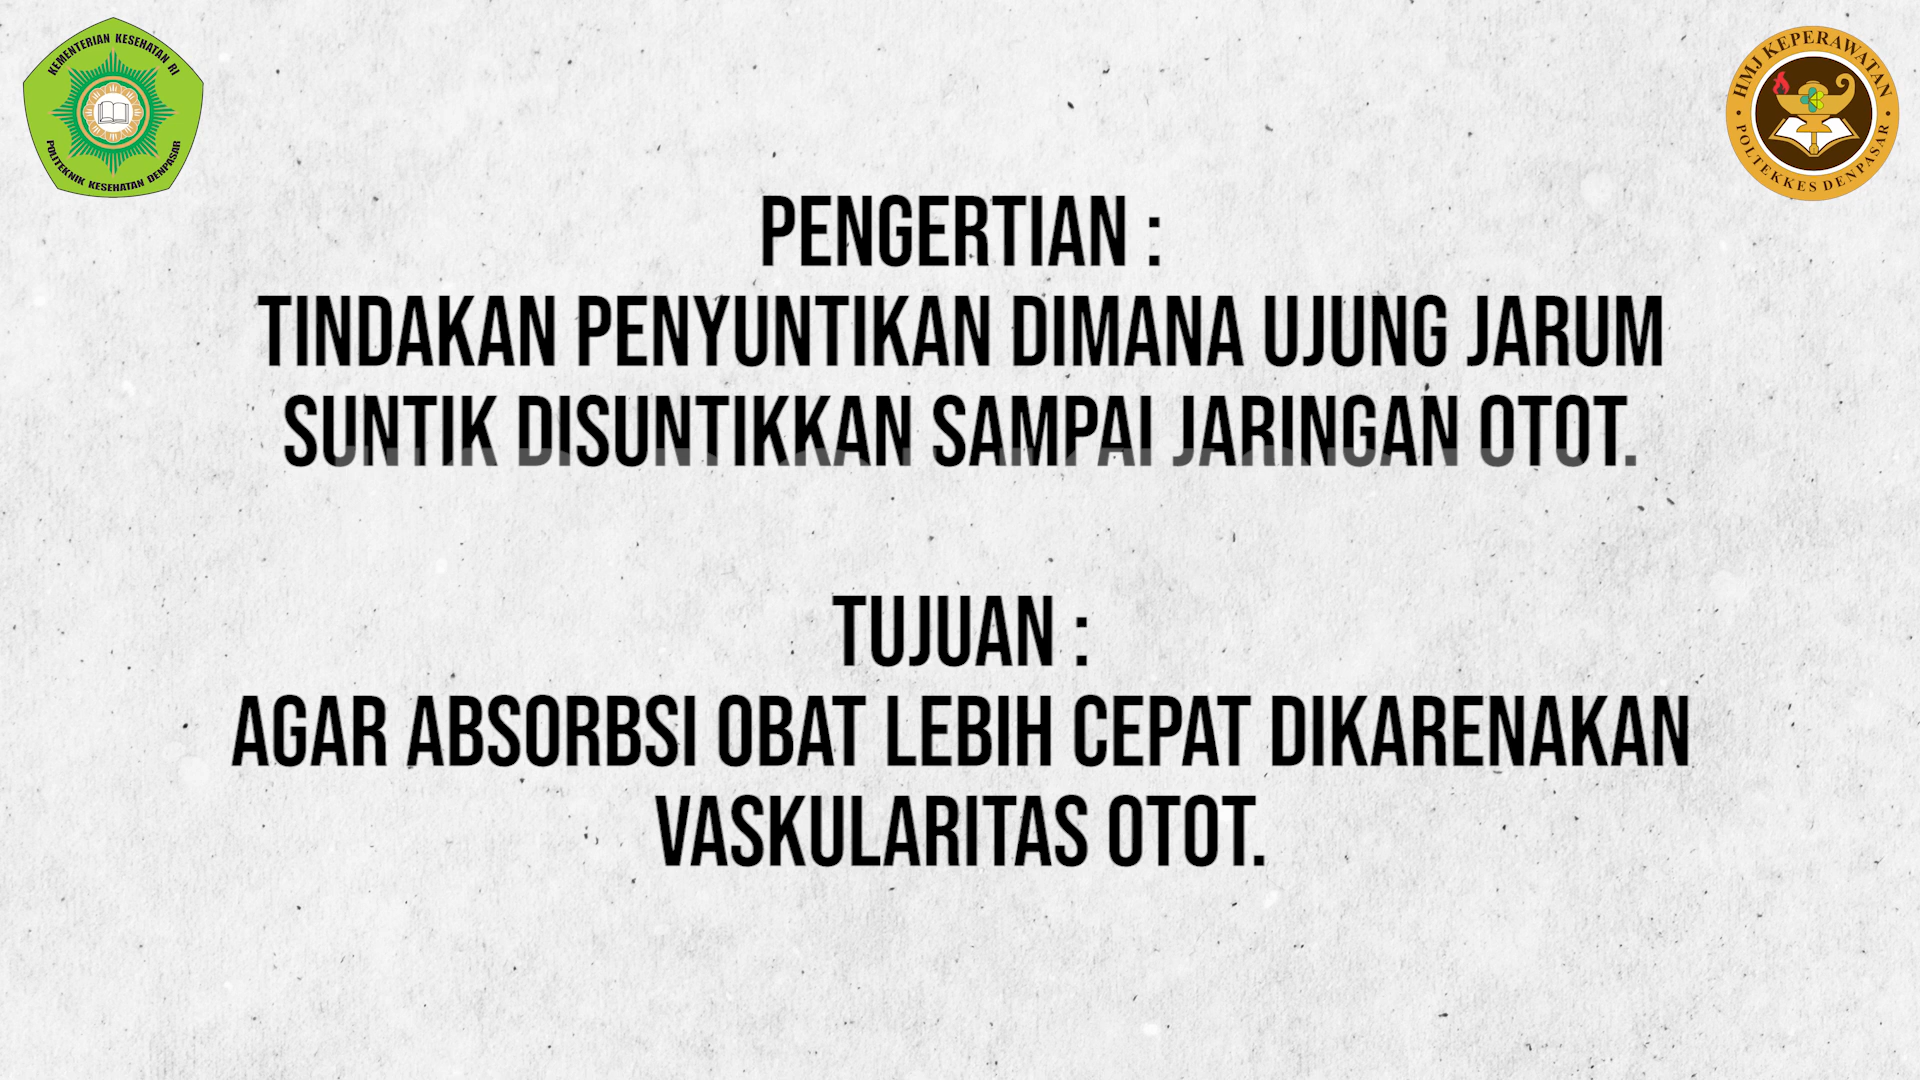 KEMENTERIAN KESEHATAN RI
POLITEKNIK KESEHATAN DENPASAR
HMJ KEPERAWATAN
POLTEKKES DENPASAR
PENGERTIAN :
TINDAKAN PENYUNTIKAN DIMANA UJUNG JARUM
SUNTIK DISUNTIKKAN SAMPAI JARINGAN OTOT.
TUJUAN :
AGAR ABSORBSI OBAT LEBIH CEPAT DIKARENAKAN
VASKULARITAS OTOT.